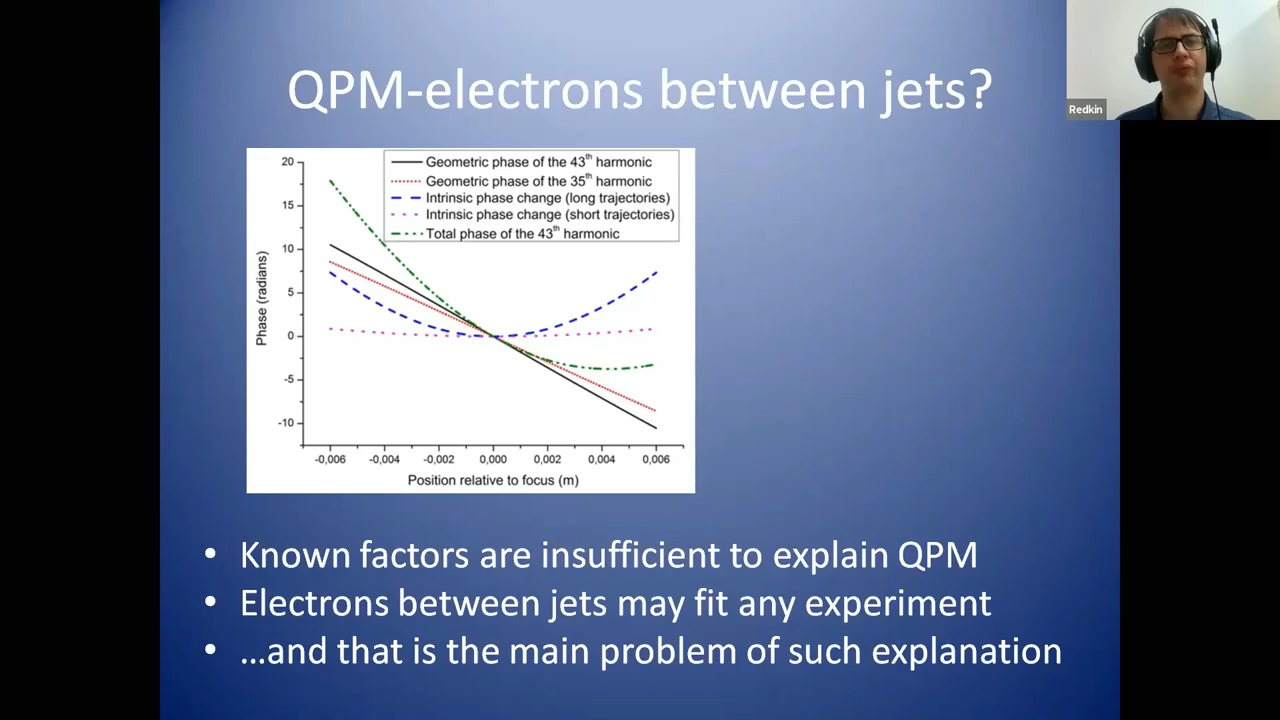 QPM-electrons between jets?
Redkin
Geometric phase of the 43th harmonic
Geometric phase of the 35th harmonic
Intrinsic phase change (long trajectories)
Intrinsic phase change (short trajectories)
Total phase of the 43th harmonic
20
15
10
5
0
-5
-10
Phase (radians)
-0,006 -0,004 -0,002 0,000 0,002 0,004 0,006
Position relative to focus (m)
• Known factors are insufficient to explain QPM
• Electrons between jets may fit any experiment
• …and that is the main problem of such explanation